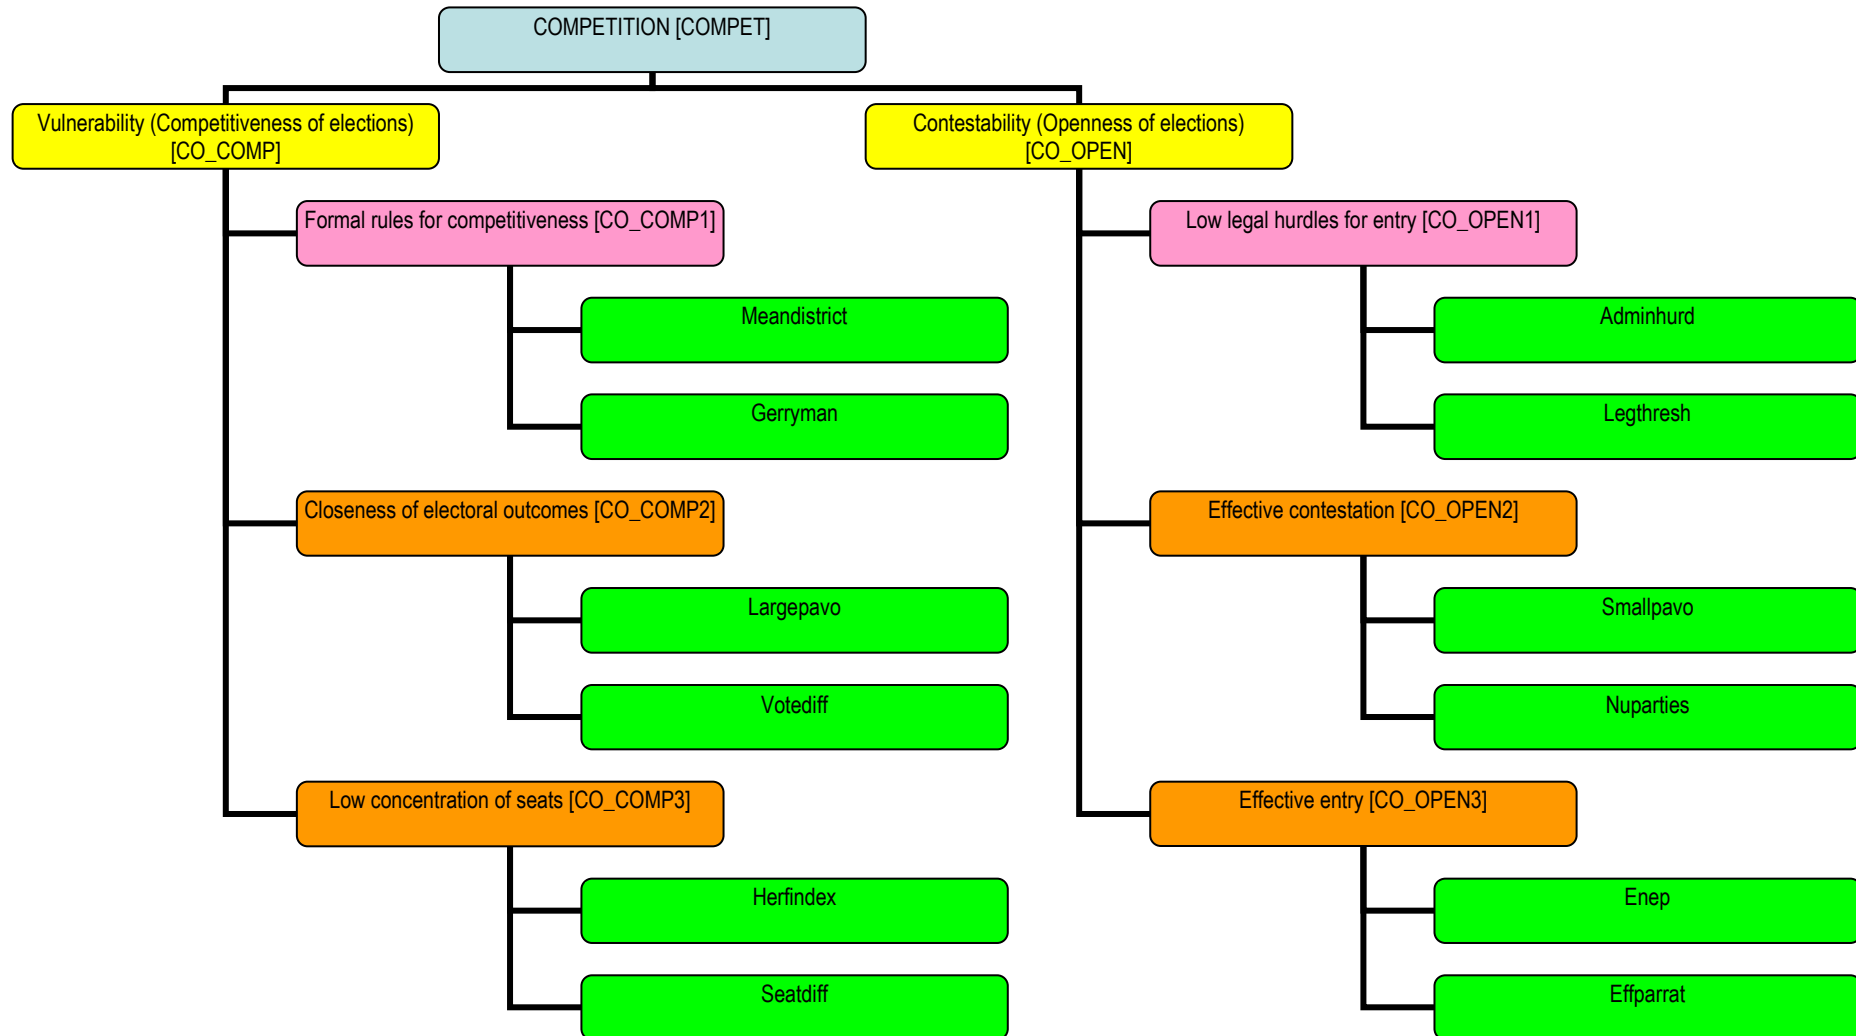 COMPETITION [COMPET]
Vulnerability (Competitiveness of elections)
[CO_COMP]
Contestability (Openness of elections)
[CO_OPEN]
Formal rules for competitiveness [CO_COMP1]
Low legal hurdles for entry [CO_OPEN1]
Meandistrict
Adminhurd
Gerryman
Legthresh
Closeness of electoral outcomes [CO_COMP2]
Effective contestation [CO_OPEN2]
Largepavo
Smallpavo
Votediff
Nuparties
Low concentration of seats [CO_COMP3]
Effective entry [CO_OPEN3]
Herfindex
Enep
Seatdiff
Effparrat